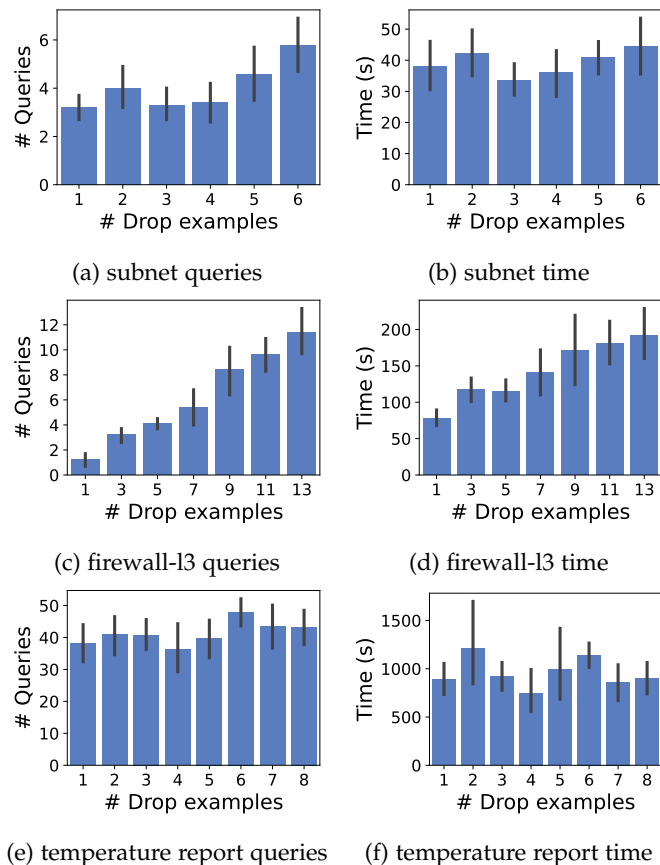 # Queries
6
4
2
0
1 2 3 4 5 6
# Drop examples
(a) subnet queries
Time (s)
50
40
30
20
10
0
1 2 3 4 5 6
# Drop examples
(b) subnet time
# Queries
12
10
8
6
4
2
0
1 3 5 7 9 11 13
# Drop examples
(c) firewall-l3 queries
Time (s)
200
150
100
50
0
1 3 5 7 9 11 13
# Drop examples
(d) firewall-l3 time
# Queries
50
40
30
20
10
0
1 2 3 4 5 6 7 8
# Drop examples
(e) temperature report queries
Time (s)
1500
1000
500
0
1 2 3 4 5 6 7 8
# Drop examples
(f) temperature report time